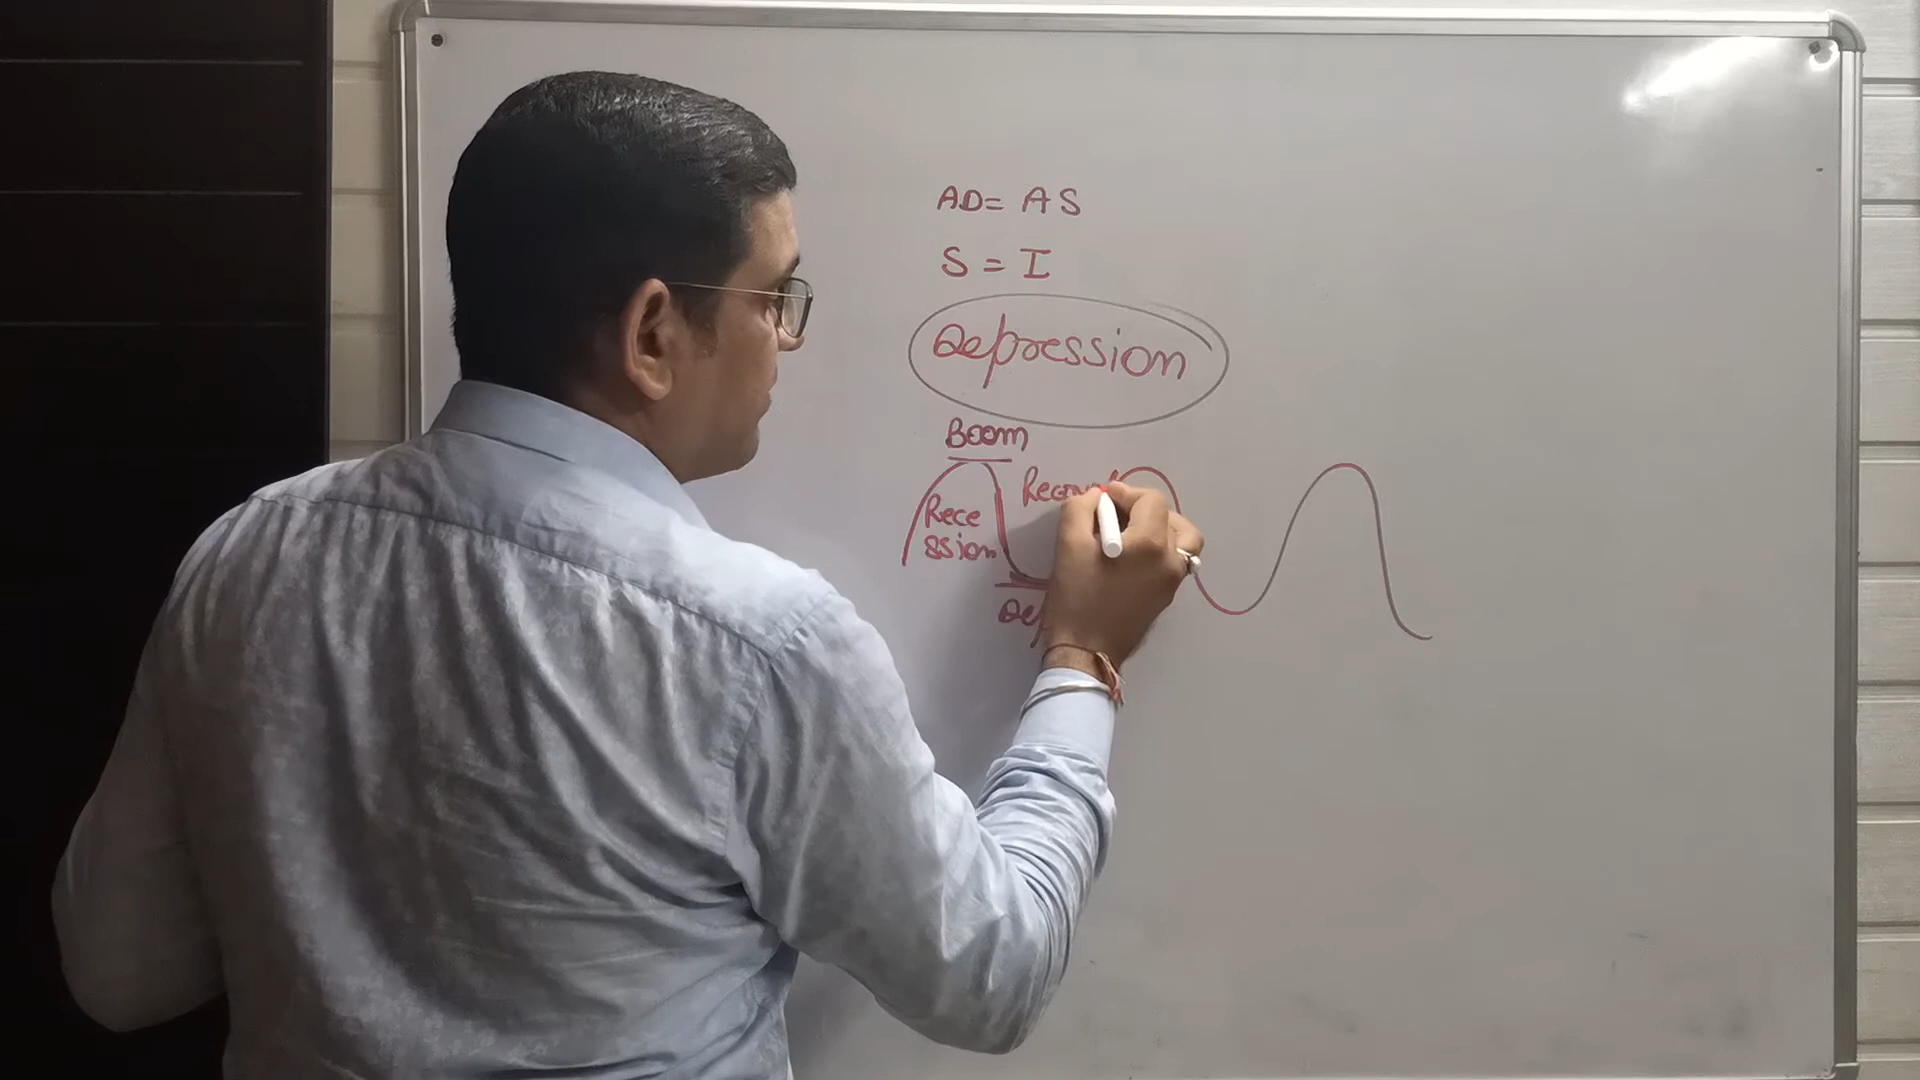 AD= AS
S = I
Depression
Boom
Rece
ssion